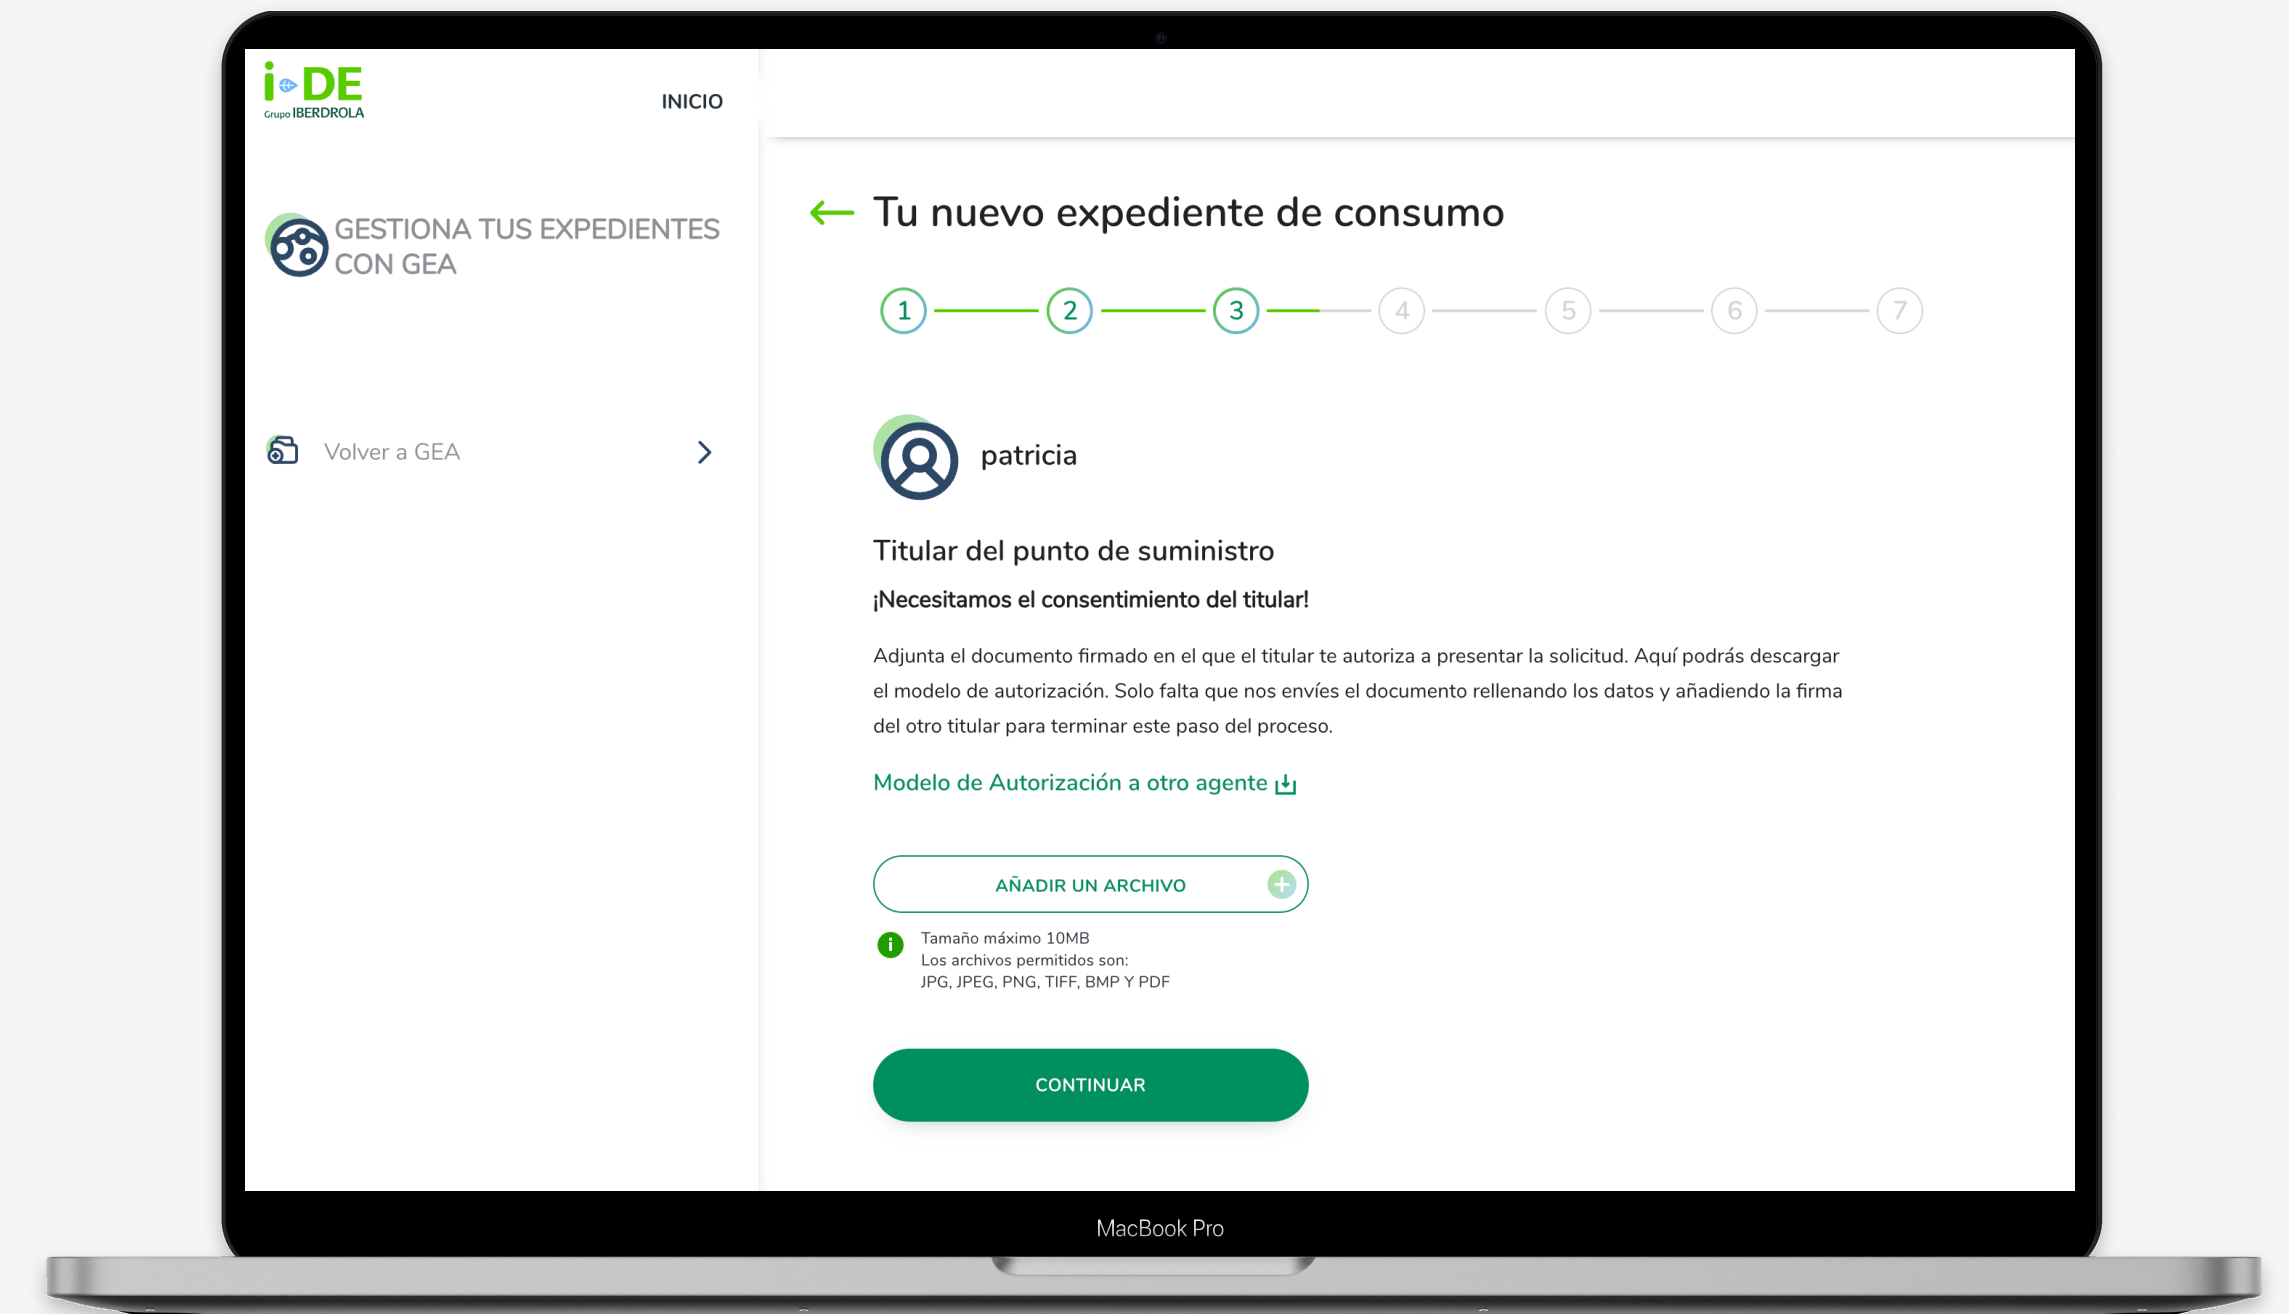 i DE
Grupo IBERDROLA
INICIO
GESTIONA TUS EXPEDIENTES
CON GEA
Volver a GEA
Tu nuevo expediente de consumo
1 2 3 4 5 6 7
patricia
Titular del punto de suministro
¡Necesitamos el consentimiento del titular!
Adjunta el documento firmado en el que el titular te autoriza a presentar la solicitud. Aquí podrás descargar
el modelo de autorización. Solo falta que nos envíes el documento rellenando los datos y añadiendo la firma
del otro titular para terminar este paso del proceso.
Modelo de Autorización a otro agente
AÑADIR UN ARCHIVO
Tamaño máximo 10MB
Los archivos permitidos son:
JPG, JPEG, PNG, TIFF, BMP Y PDF
CONTINUAR
MacBook Pro